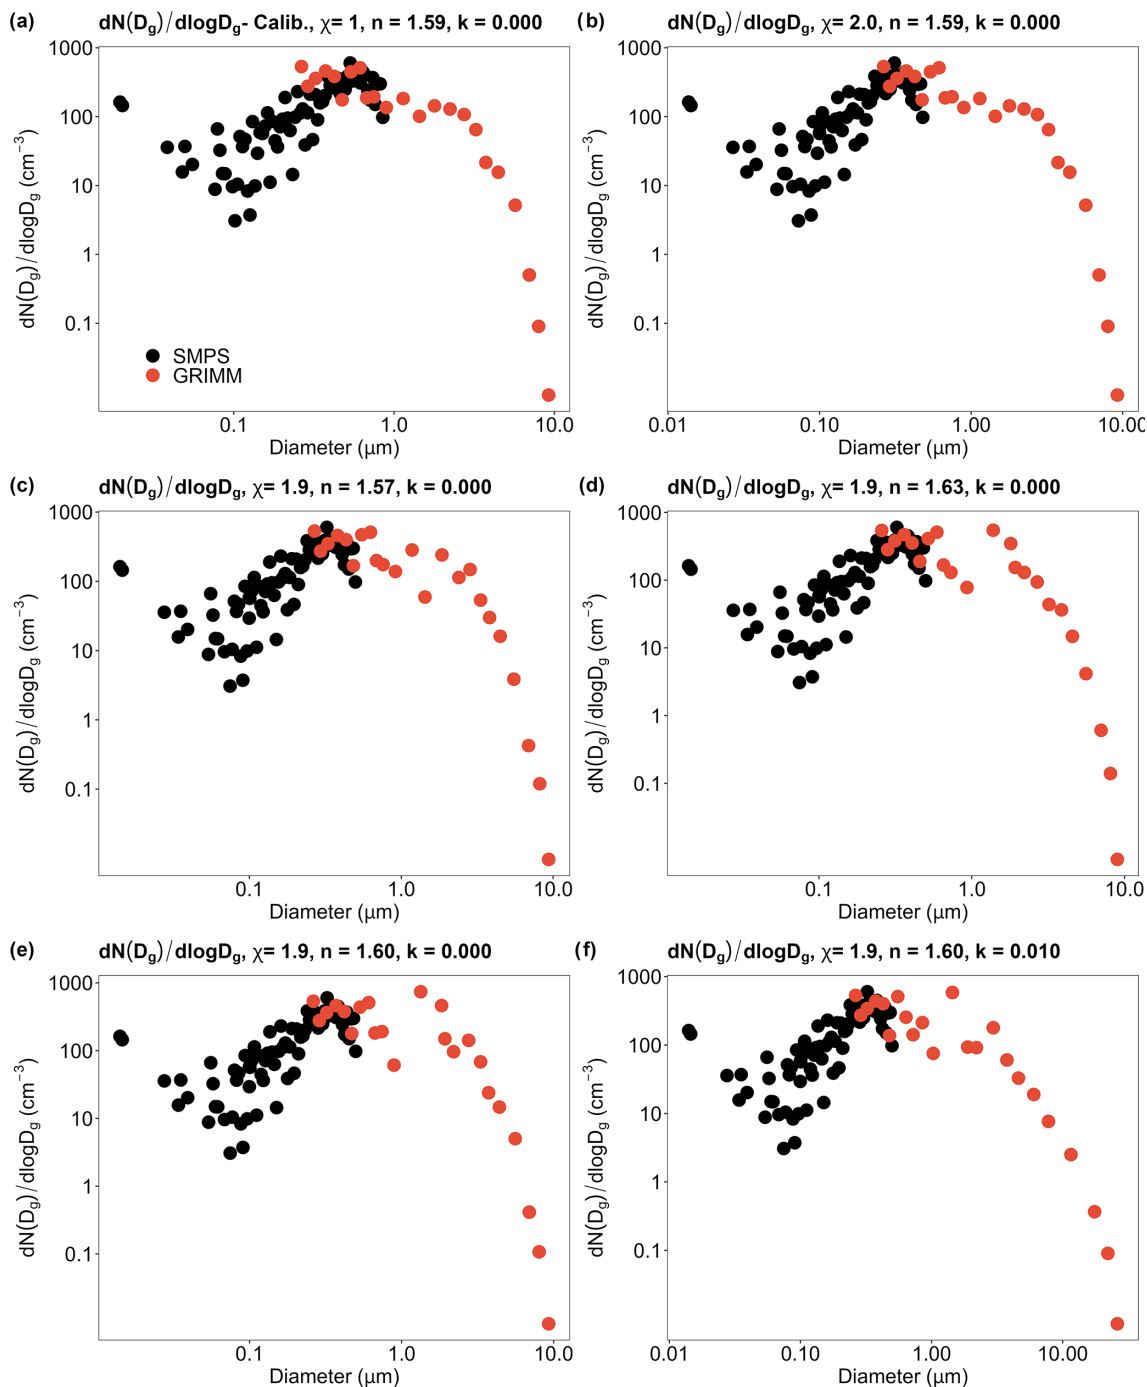 (a) dN(Dg)/dlogDg- Calib., χ= 1, n = 1.59, k = 0.000
1000
100
10
1
0.1
dN(Dg)/dlogDg (cm⁻³)
SMPS
GRIMM
0.1 1.0 10.0
Diameter (µm)
(b) dN(Dg)/dlogDg, χ= 2.0, n = 1.59, k = 0.000
1000
100
10
1
0.1
dN(Dg)/dlogDg (cm⁻³)
0.01 0.10 1.00 10.00
Diameter (µm)
(c) dN(Dg)/dlogDg, χ= 1.9, n = 1.57, k = 0.000
1000
100
10
1
0.1
dN(Dg)/dlogDg (cm⁻³)
0.1 1.0 10.0
Diameter (µm)
(d) dN(Dg)/dlogDg, χ= 1.9, n = 1.63, k = 0.000
1000
100
10
1
0.1
dN(Dg)/dlogDg (cm⁻³)
0.1 1.0 10.0
Diameter (µm)
(e) dN(Dg)/dlogDg, χ= 1.9, n = 1.60, k = 0.000
1000
100
10
1
0.1
dN(Dg)/dlogDg (cm⁻³)
0.1 1.0 10.0
Diameter (µm)
(f) dN(Dg)/dlogDg, χ= 1.9, n = 1.60, k = 0.010
1000
100
10
1
0.1
dN(Dg)/dlogDg (cm⁻³)
0.01 0.10 1.00 10.00
Diameter (µm)